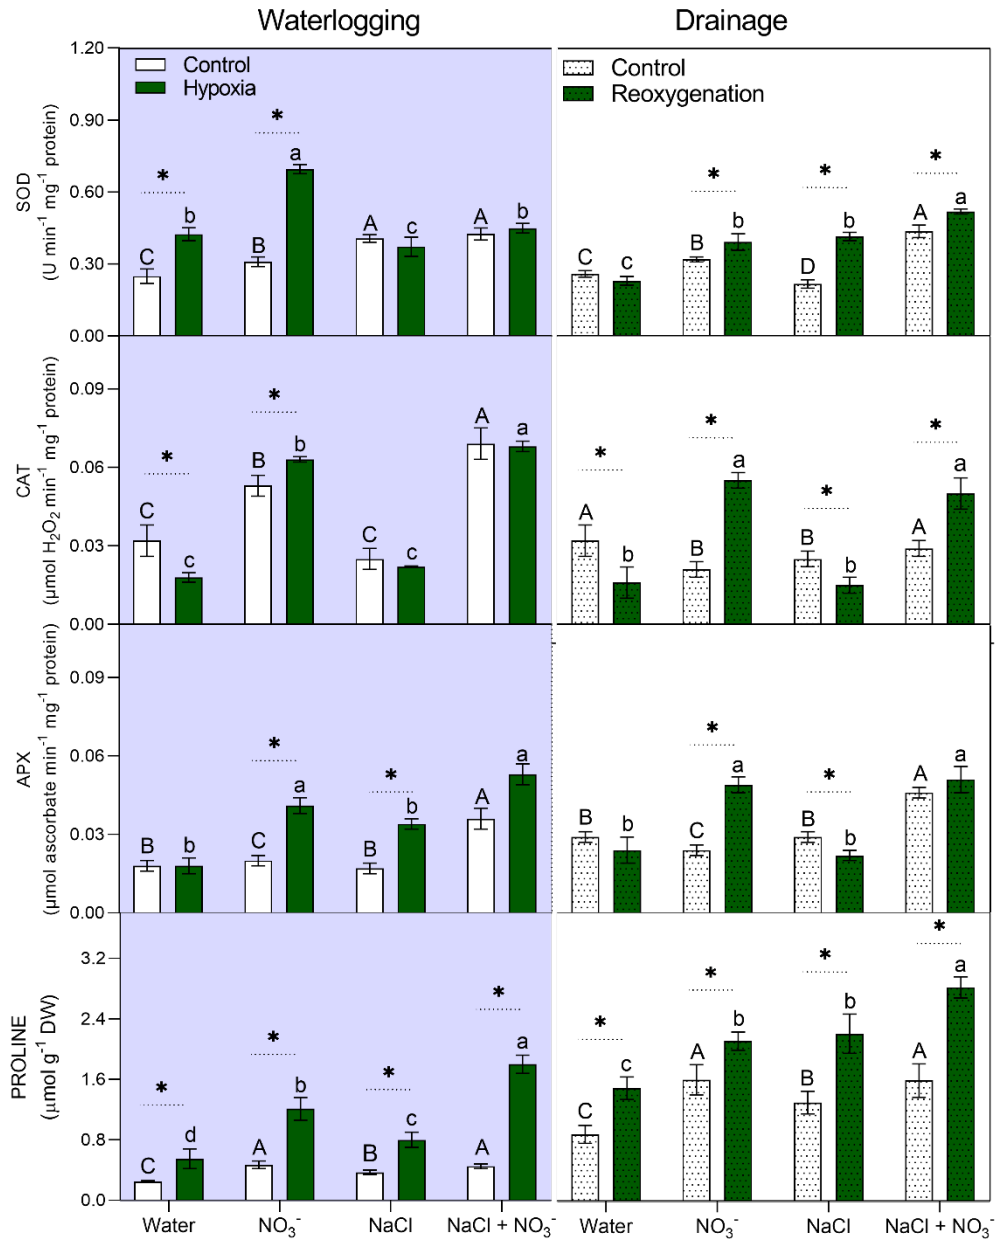 Waterlogging Drainage
Control
Hypoxia
Control
Reoxygenation
SOD
(U min⁻¹ mg⁻¹ protein)
1.20
0.90
0.60
0.30
0.00
*
*
*
*
*
C b B a A c A b
C c B b D b A a
CAT
(μmol H₂O₂ min⁻¹ mg⁻¹ protein)
0.09
0.06
0.03
0.00
*
*
*
*
*
*
C c B b C c A a
A b B a B b A a
APX
(μmol ascorbate min⁻¹ mg⁻¹ protein)
0.09
0.06
0.03
0.00
*
*
*
*
B b C a B b A a
B b C a B b A a
PROLINE
(μmol g⁻¹ DW)
3.2
2.4
1.6
0.8
0.0
*
*
*
*
*
*
*
*
C d A b B c A a
C c A b B b A a
Water NO₃⁻ NaCl NaCl + NO₃⁻ Water NO₃⁻ NaCl NaCl + NO₃⁻